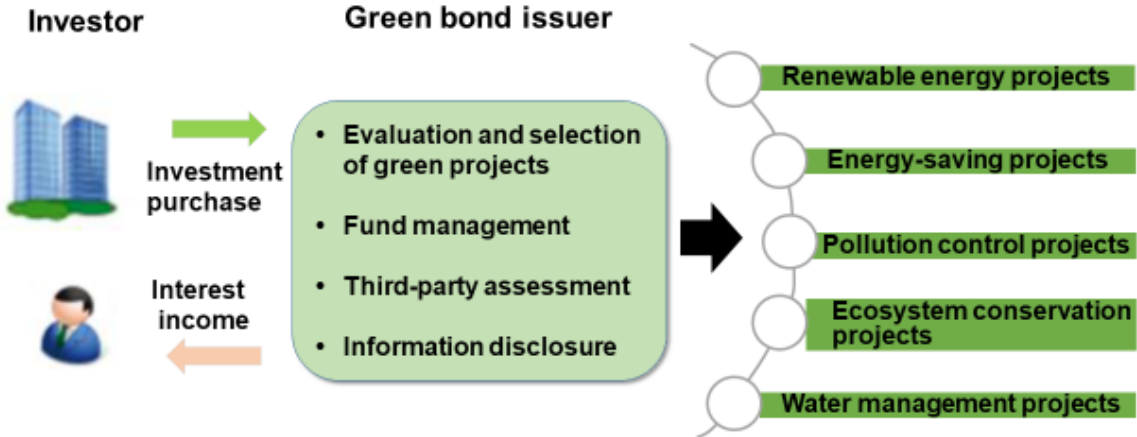 Investor
Green bond issuer
Investment
purchase
Interest
income
• Evaluation and selection
of green projects
• Fund management
• Third-party assessment
• Information disclosure
Renewable energy projects
Energy-saving projects
Pollution control projects
Ecosystem conservation
projects
Water management projects